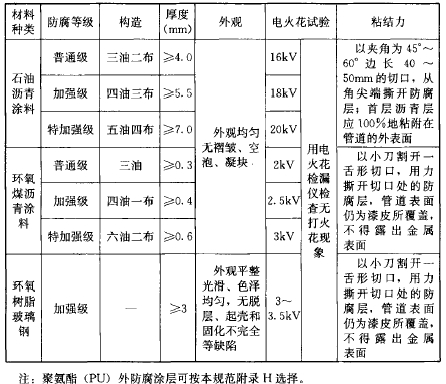 材料种类 防腐等级 构造 厚度(mm) 外观 电火花试验 粘结力
石油沥青涂料 普通级 三油二布 ≥4.0 外观均匀无褶皱、空泡、凝块 16kV 用电火花检漏仪检查无打火花现象 以夹角为45°~60°边长40~50mm的切口，从角尖端撕开防腐层；首层沥青层应100％地粘附在管道的外表面
加强级 四油三布 ≥5.5 18kV
特加强级 五油四布 ≥7.0 20kV
环氧煤沥青涂料 普通级 三油 ≥0.3 2kV 以小刀割开一舌形切口，用力撕开切口处的防腐层，管道表面仍为漆皮所覆盖，不得露出金属表面
加强级 四油一布 ≥0.4 2.5kV
特加强级 六油二布 ≥0.6 3kV
环氧树脂玻璃钢 加强级 — ≥3 外观平整光滑、色泽均匀，无脱层、起壳和固化不完全等缺陷 3~3.5kV 以小刀割开一舌形切口，用力撕开切口处的防腐层，管道表面仍为漆皮所覆盖，不得露出金属表面
注：聚氨酯（PU）外防腐涂层可按本规范附录H选择。